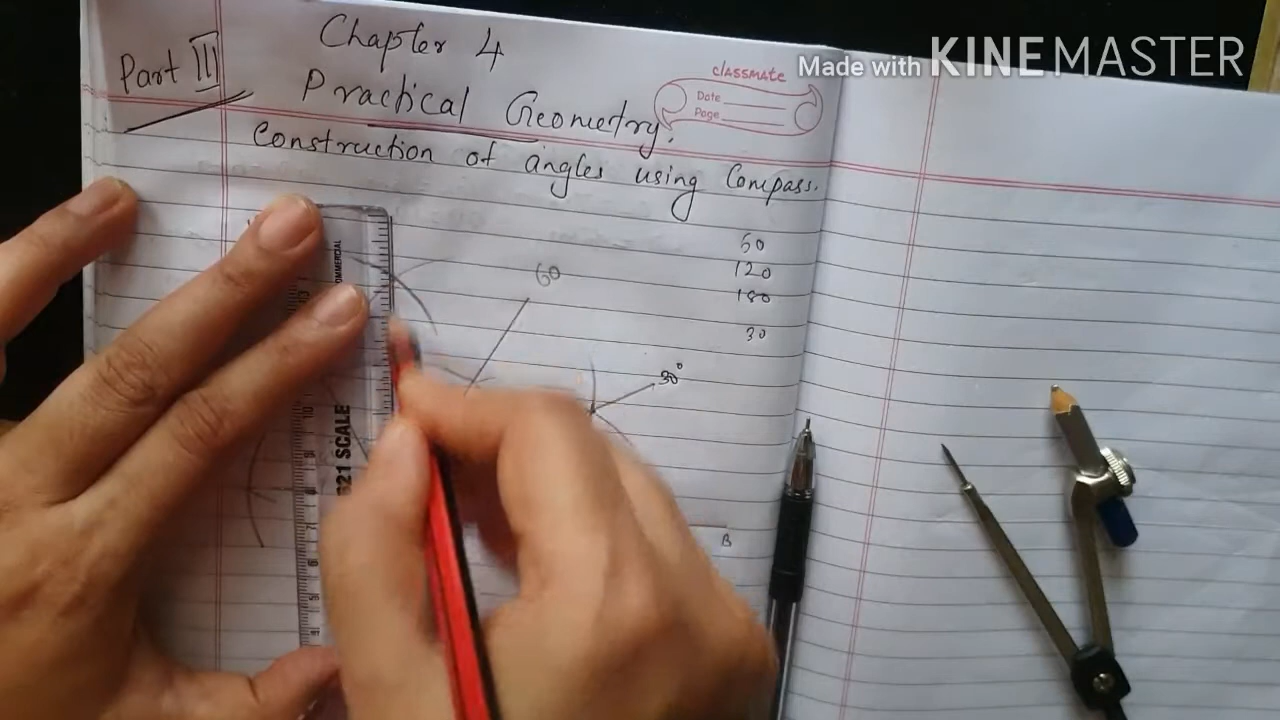 Chapter 4
Part III
Practical Geometry.
Construction of angles using Compass.
classmate
Date
Page
Made with KINEMASTER
60
120
180
30
60
30°
B
621 SCALE